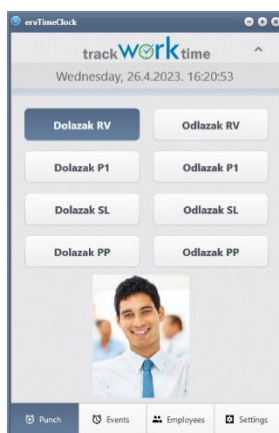 ervTimeClock
trackWorktime
Wednesday, 26.4.2023. 16:20:53
Dolazak RV Odlazak RV
Dolazak P1 Odlazak P1
Dolazak SL Odlazak SL
Dolazak PP Odlazak PP
Punch Events Employees Settings